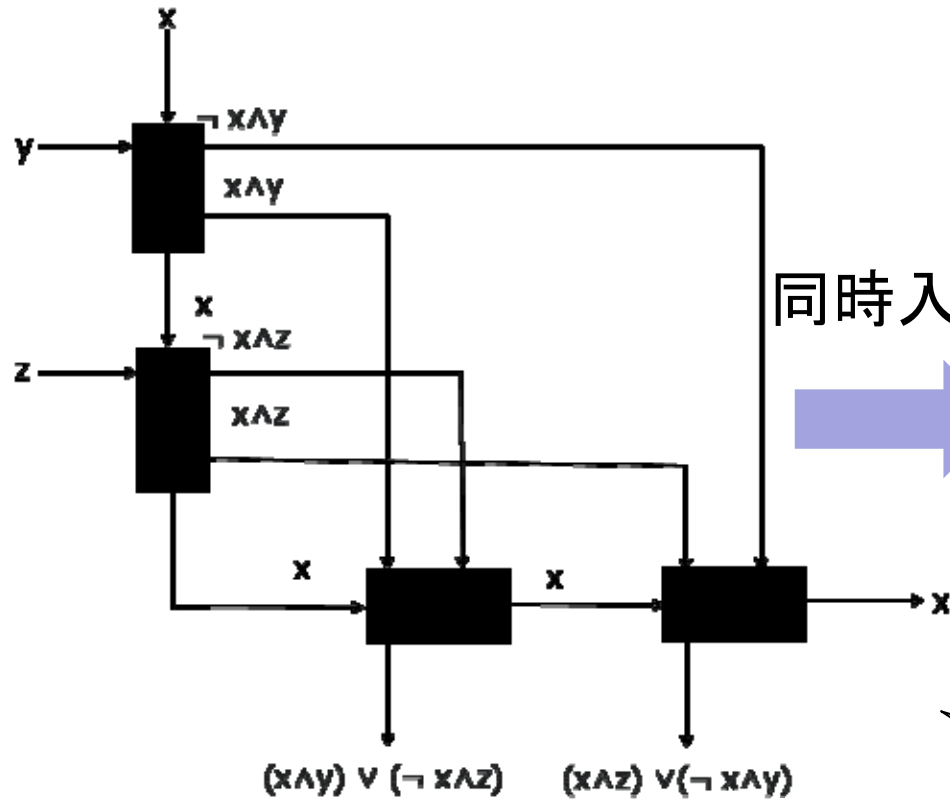 x
¬ x∧y
y
x∧y
x
¬ x∧z
z
x∧z
同時入
x
x
x
(x∧y) ∨ (¬ x∧z)
(x∧z) ∨(¬ x∧y)